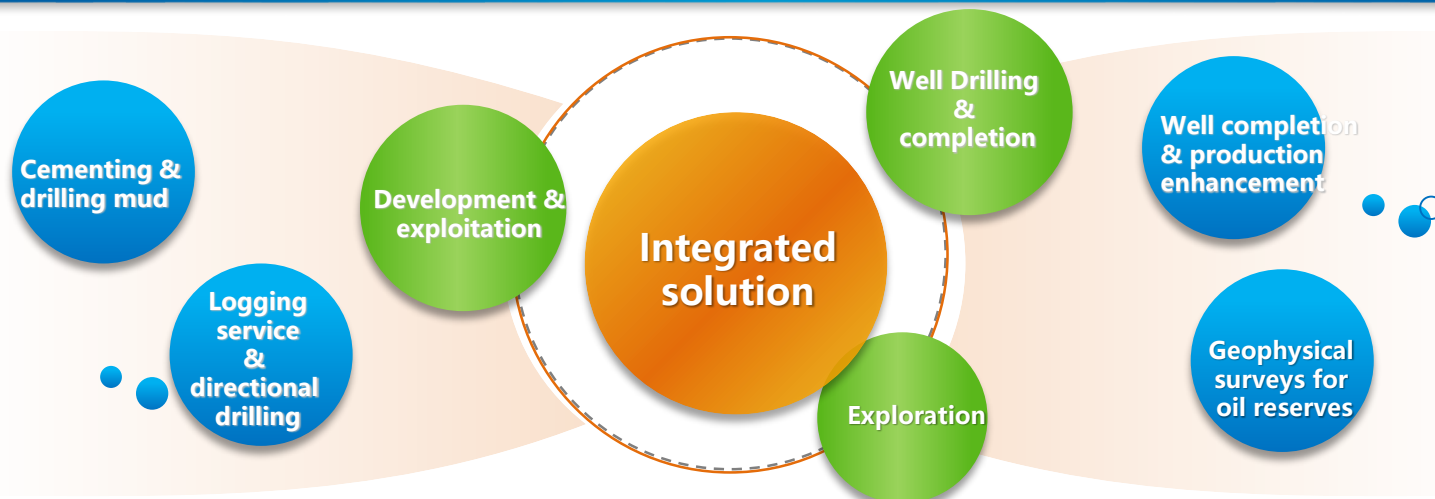 Cementing &
drilling mud
Logging
service
&
directional
drilling
Development &
exploitation
Integrated
solution
Well Drilling
&
completion
Exploration
Well completion
& production
enhancement
Geophysical
surveys for
oil reserves